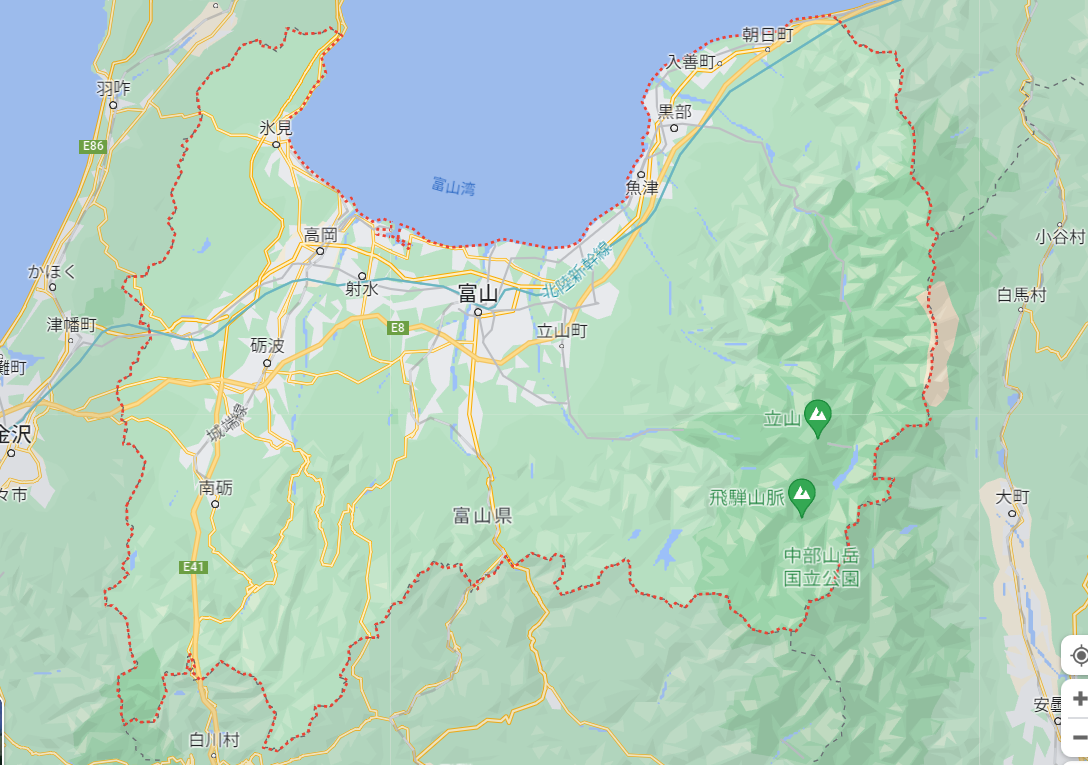 朝日町
入善町
羽咋
黒部
氷見
E86
富山湾
魚津
高岡
小谷村
北陸新幹線
かほく
射水
富山
白馬村
津幡町
E8
立山町
砺波
灘町
立山
城端線
金沢
南砺
飛騨山脈
大町
々市
富山県
中部山岳
国立公園
E41
安曇
白川村